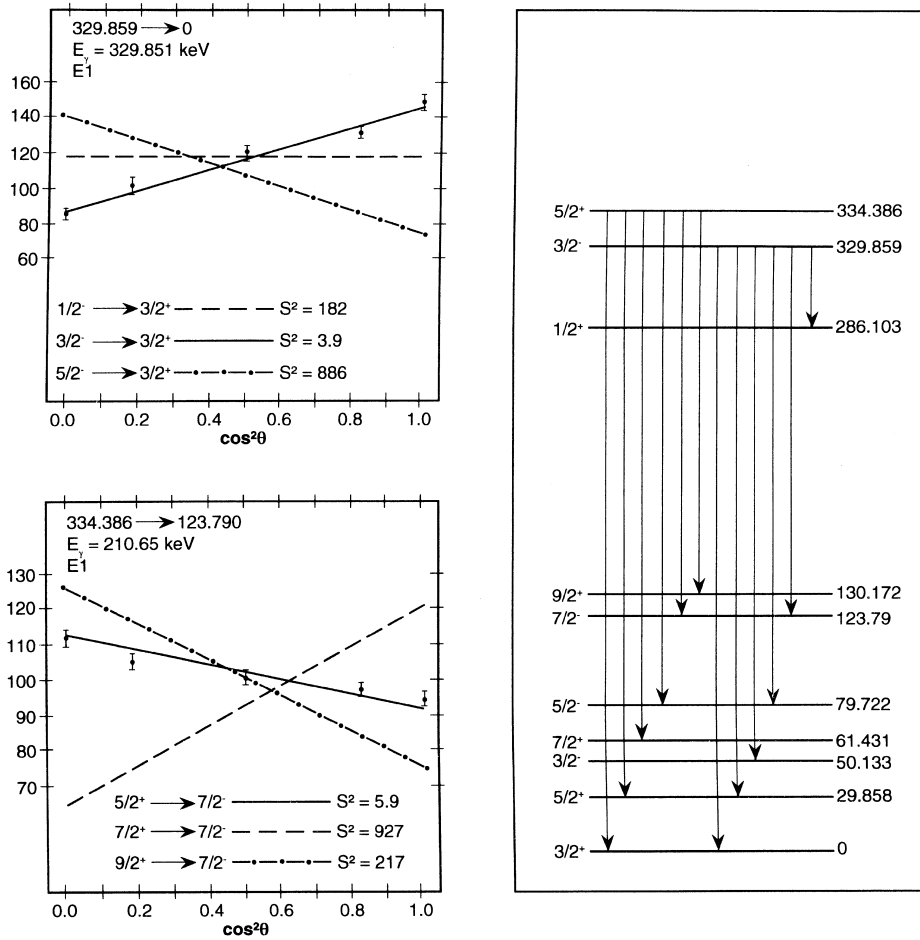 329.859 ⟶ 0
Eγ = 329.851 keV
E1
160
140
120
100
80
60
1/2⁻ ⟶ 3/2⁺ S² = 182
3/2⁻ ⟶ 3/2⁺ S² = 3.9
5/2⁻ ⟶ 3/2⁺ S² = 886
0.0 0.2 0.4 0.6 0.8 1.0
cos²θ
334.386 ⟶ 123.790
Eγ = 210.65 keV
E1
130
120
110
100
90
80
70
5/2⁺ ⟶ 7/2⁻ S² = 5.9
7/2⁺ ⟶ 7/2⁻ S² = 927
9/2⁺ ⟶ 7/2⁻ S² = 217
0.0 0.2 0.4 0.6 0.8 1.0
cos²θ
5/2⁺ 334.386
3/2⁻ 329.859
1/2⁺ 286.103
9/2⁺ 130.172
7/2⁻ 123.79
5/2⁻ 79.722
7/2⁺ 61.431
3/2⁻ 50.133
5/2⁺ 29.858
3/2⁺ 0